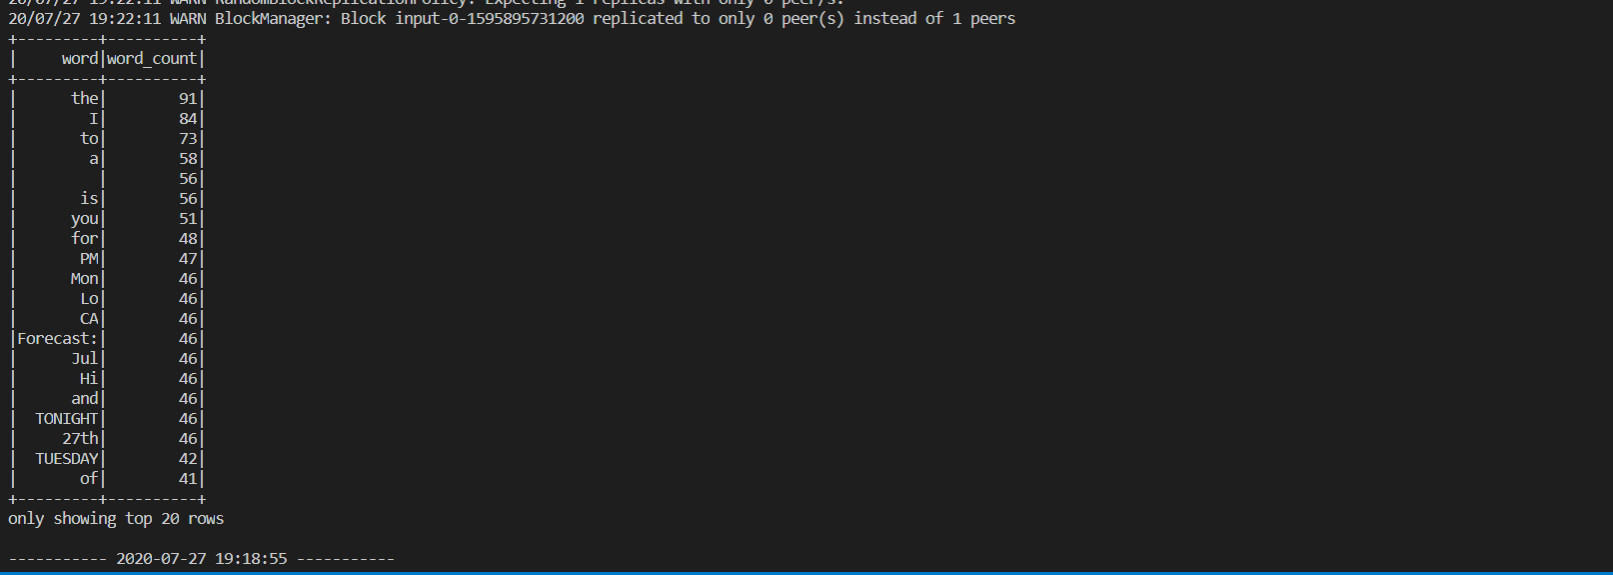 20/07/27 19:22:11 WARN RandomBlockReplicationPolicy: Expecting 1 replicas with only 0 peer/s.
20/07/27 19:22:11 WARN BlockManager: Block input-0-1595895731200 replicated to only 0 peer(s) instead of 1 peers
+---------+----------+
|     word|word_count|
+---------+----------+
|      the|        91|
|        I|        84|
|       to|        73|
|        a|        58|
|         |        56|
|       is|        56|
|      you|        51|
|      for|        48|
|       PM|        47|
|      Mon|        46|
|       Lo|        46|
|       CA|        46|
|Forecast:|        46|
|      Jul|        46|
|       Hi|        46|
|      and|        46|
|  TONIGHT|        46|
|     27th|        46|
|  TUESDAY|        42|
|       of|        41|
+---------+----------+
only showing top 20 rows
----------- 2020-07-27 19:18:55 -----------